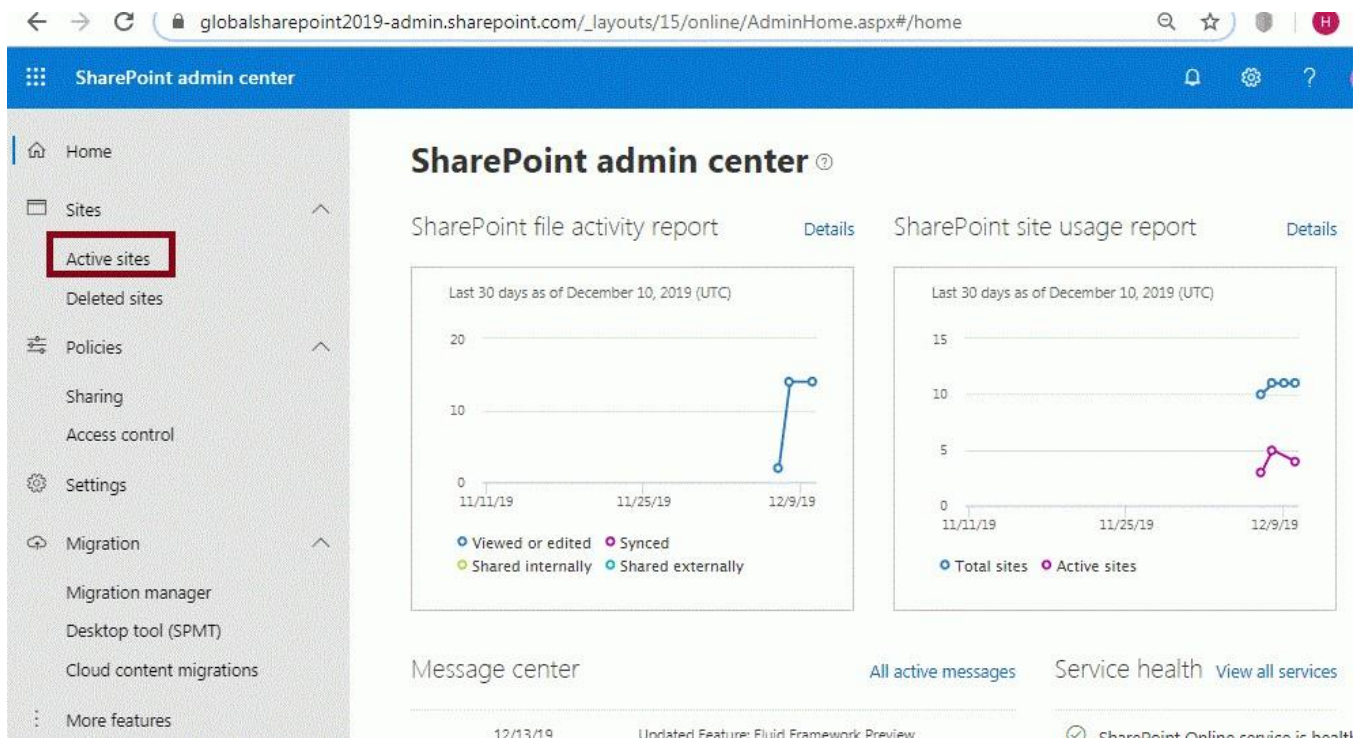 globalsharepoint2019-admin.sharepoint.com/_layouts/15/online/AdminHome.aspx#/home
H
SharePoint admin center
?
Home
Sites
Active sites
Deleted sites
Policies
Sharing
Access control
Settings
Migration
Migration manager
Desktop tool (SPMT)
Cloud content migrations
More features
SharePoint admin center ?
SharePoint file activity report Details
Last 30 days as of December 10, 2019 (UTC)
20
10
0
11/11/19 11/25/19 12/9/19
Viewed or edited Synced
Shared internally Shared externally
SharePoint site usage report Details
Last 30 days as of December 10, 2019 (UTC)
15
10
5
0
11/11/19 11/25/19 12/9/19
Total sites Active sites
Message center All active messages
12/13/19 Updated Feature: Fluid Framework Preview
Service health View all services
SharePoint Online service is healt